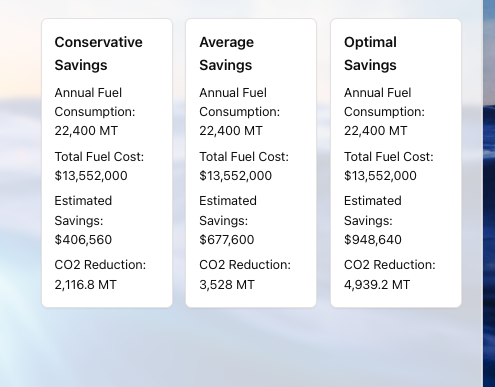 Conservative
Savings
Annual Fuel
Consumption:
22,400 MT
Total Fuel Cost:
$13,552,000
Estimated
Savings:
$406,560
CO2 Reduction:
2,116.8 MT
Average
Savings
Annual Fuel
Consumption:
22,400 MT
Total Fuel Cost:
$13,552,000
Estimated
Savings:
$677,600
CO2 Reduction:
3,528 MT
Optimal
Savings
Annual Fuel
Consumption:
22,400 MT
Total Fuel Cost:
$13,552,000
Estimated
Savings:
$948,640
CO2 Reduction:
4,939.2 MT